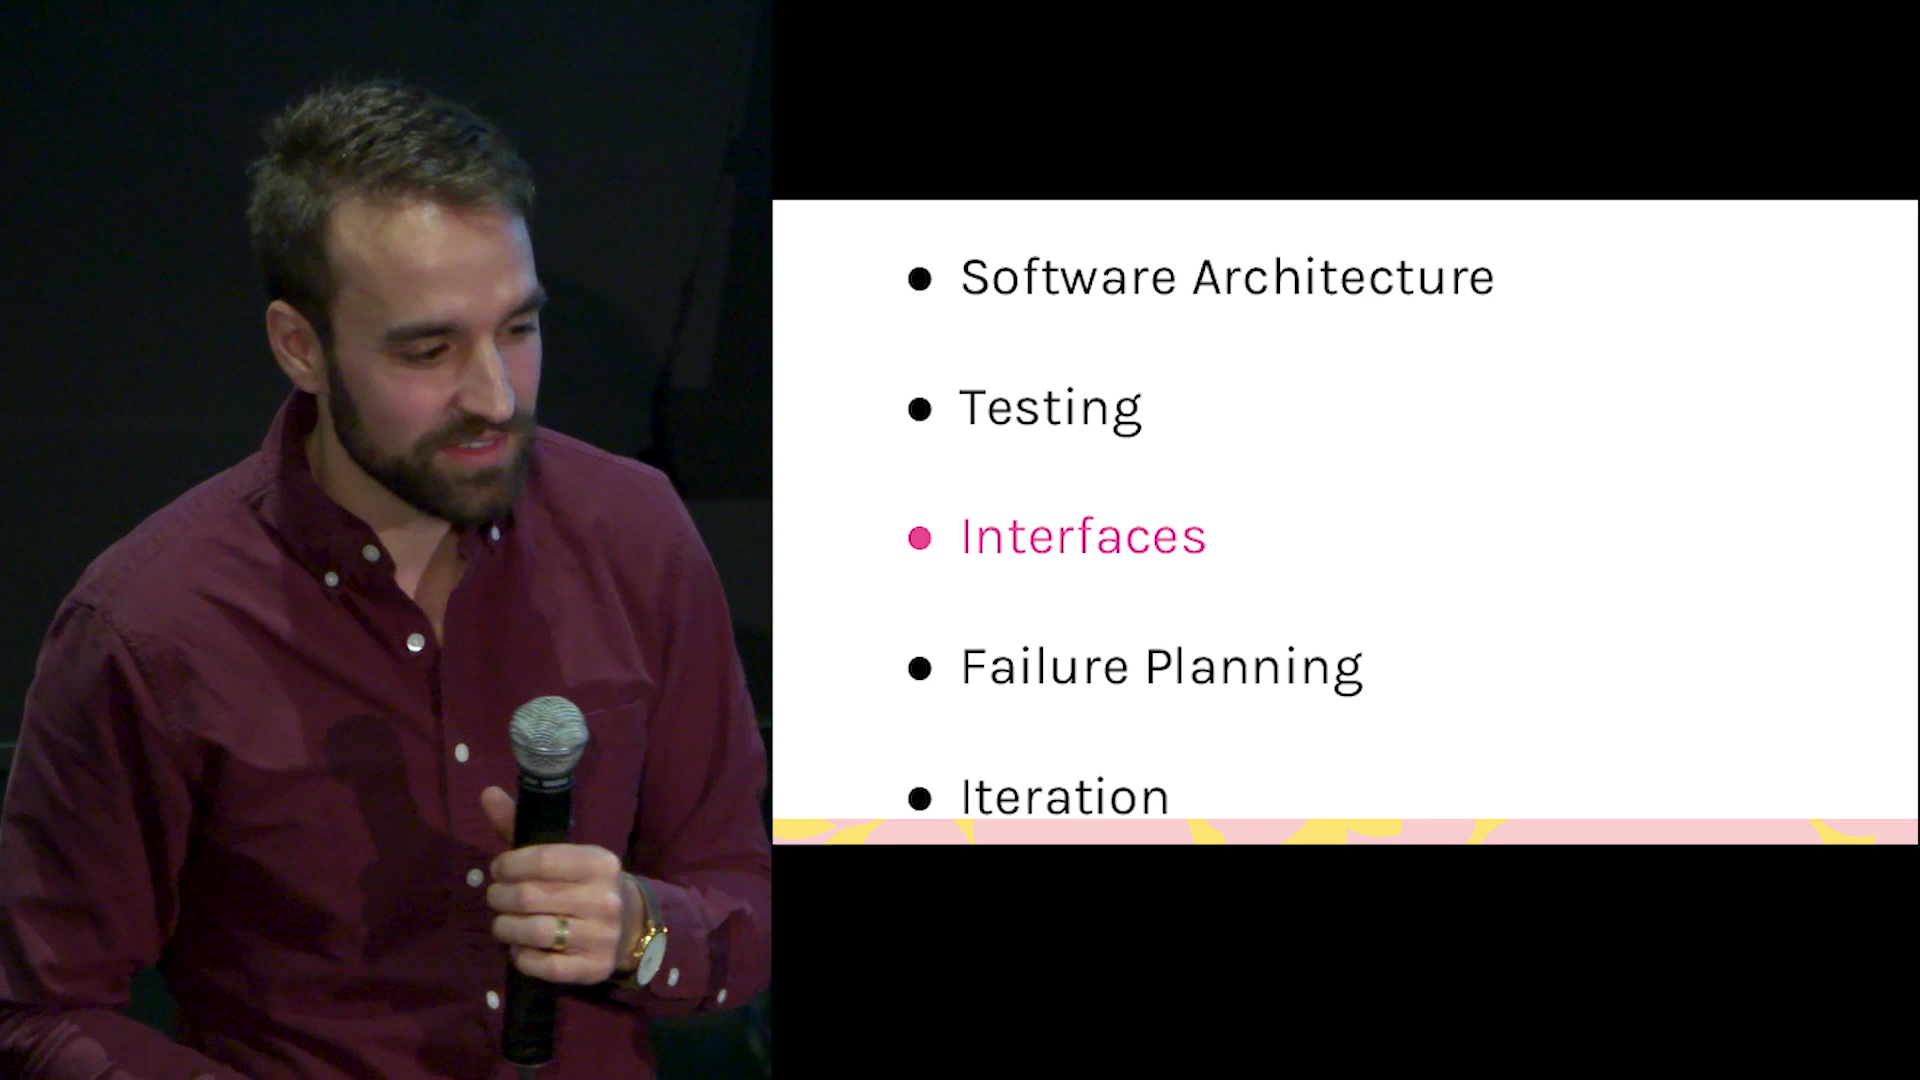 Software Architecture
Testing
Interfaces
Failure Planning
Iteration